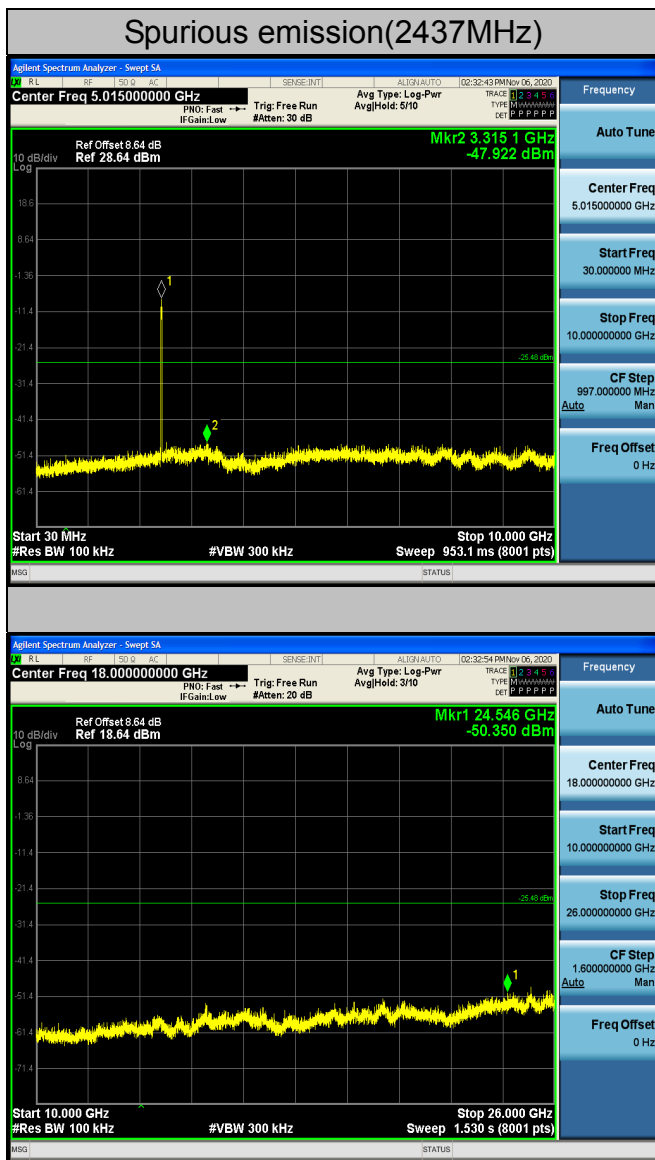 Spurious emission(2437MHz)
Agilent Spectrum Analyzer - Swept SA
LXI RL RF 50 Ω AC SENSE:INT ALIGN AUTO 02:32:43 PM Nov 06, 2020
Center Freq 5.015000000 GHz
PNO: Fast
IFGain:Low
Trig: Free Run
#Atten: 30 dB
Avg Type: Log-Pwr
Avg|Hold: 5/10
TRACE 1 2 3 4 5 6
TYPE M
DET P P P P P P
Frequency
Auto Tune
Center Freq
5.015000000 GHz
Start Freq
30.000000 MHz
Stop Freq
10.000000000 GHz
CF Step
997.000000 MHz
Auto Man
Freq Offset
0 Hz
Mkr2 3.315 1 GHz
-47.922 dBm
Ref Offset 8.64 dB
10 dB/div Ref 28.64 dBm
Log
18.6
8.64
-1.36
1
-11.4
-21.4
-25.48 dBm
-31.4
-41.4
2
-51.4
-61.4
Start 30 MHz Stop 10.000 GHz
#Res BW 100 kHz #VBW 300 kHz Sweep 953.1 ms (8001 pts)
MSG STATUS
Agilent Spectrum Analyzer - Swept SA
LXI RL RF 50 Ω AC SENSE:INT ALIGN AUTO 02:32:54 PM Nov 06, 2020
Center Freq 18.000000000 GHz
PNO: Fast
IFGain:Low
Trig: Free Run
#Atten: 20 dB
Avg Type: Log-Pwr
Avg|Hold: 3/10
TRACE 1 2 3 4 5 6
TYPE M
DET P P P P P P
Frequency
Auto Tune
Center Freq
18.000000000 GHz
Start Freq
10.000000000 GHz
Stop Freq
26.000000000 GHz
CF Step
1.600000000 GHz
Auto Man
Freq Offset
0 Hz
Mkr1 24.546 GHz
-50.350 dBm
Ref Offset 8.64 dB
10 dB/div Ref 18.64 dBm
Log
8.64
-1.36
-11.4
-21.4
-25.48 dBm
-31.4
-41.4
1
-51.4
-61.4
-71.4
Start 10.000 GHz Stop 26.000 GHz
#Res BW 100 kHz #VBW 300 kHz Sweep 1.530 s (8001 pts)
MSG STATUS